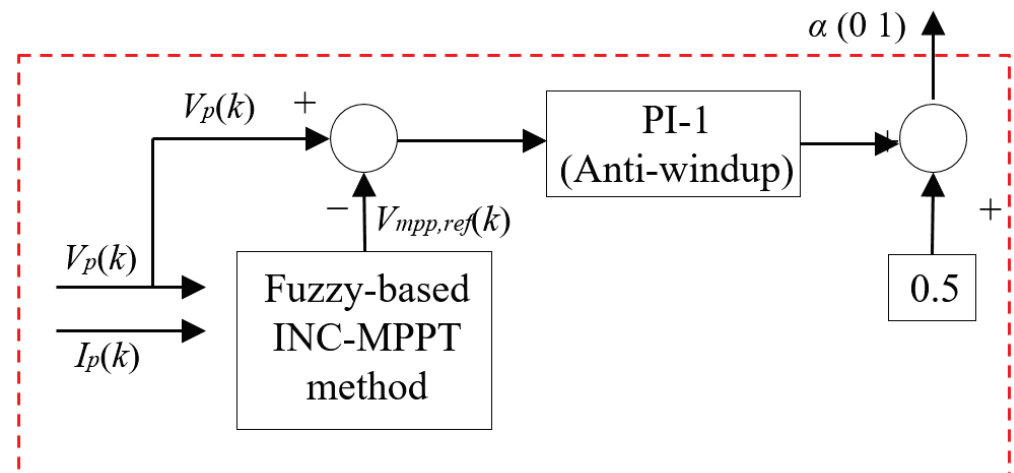 α (0 1)
Vp(k) +
PI-1
(Anti-windup)
+
− Vmpp,ref(k)
+
Vp(k)
Fuzzy-based
INC-MPPT
method
0.5
Ip(k)